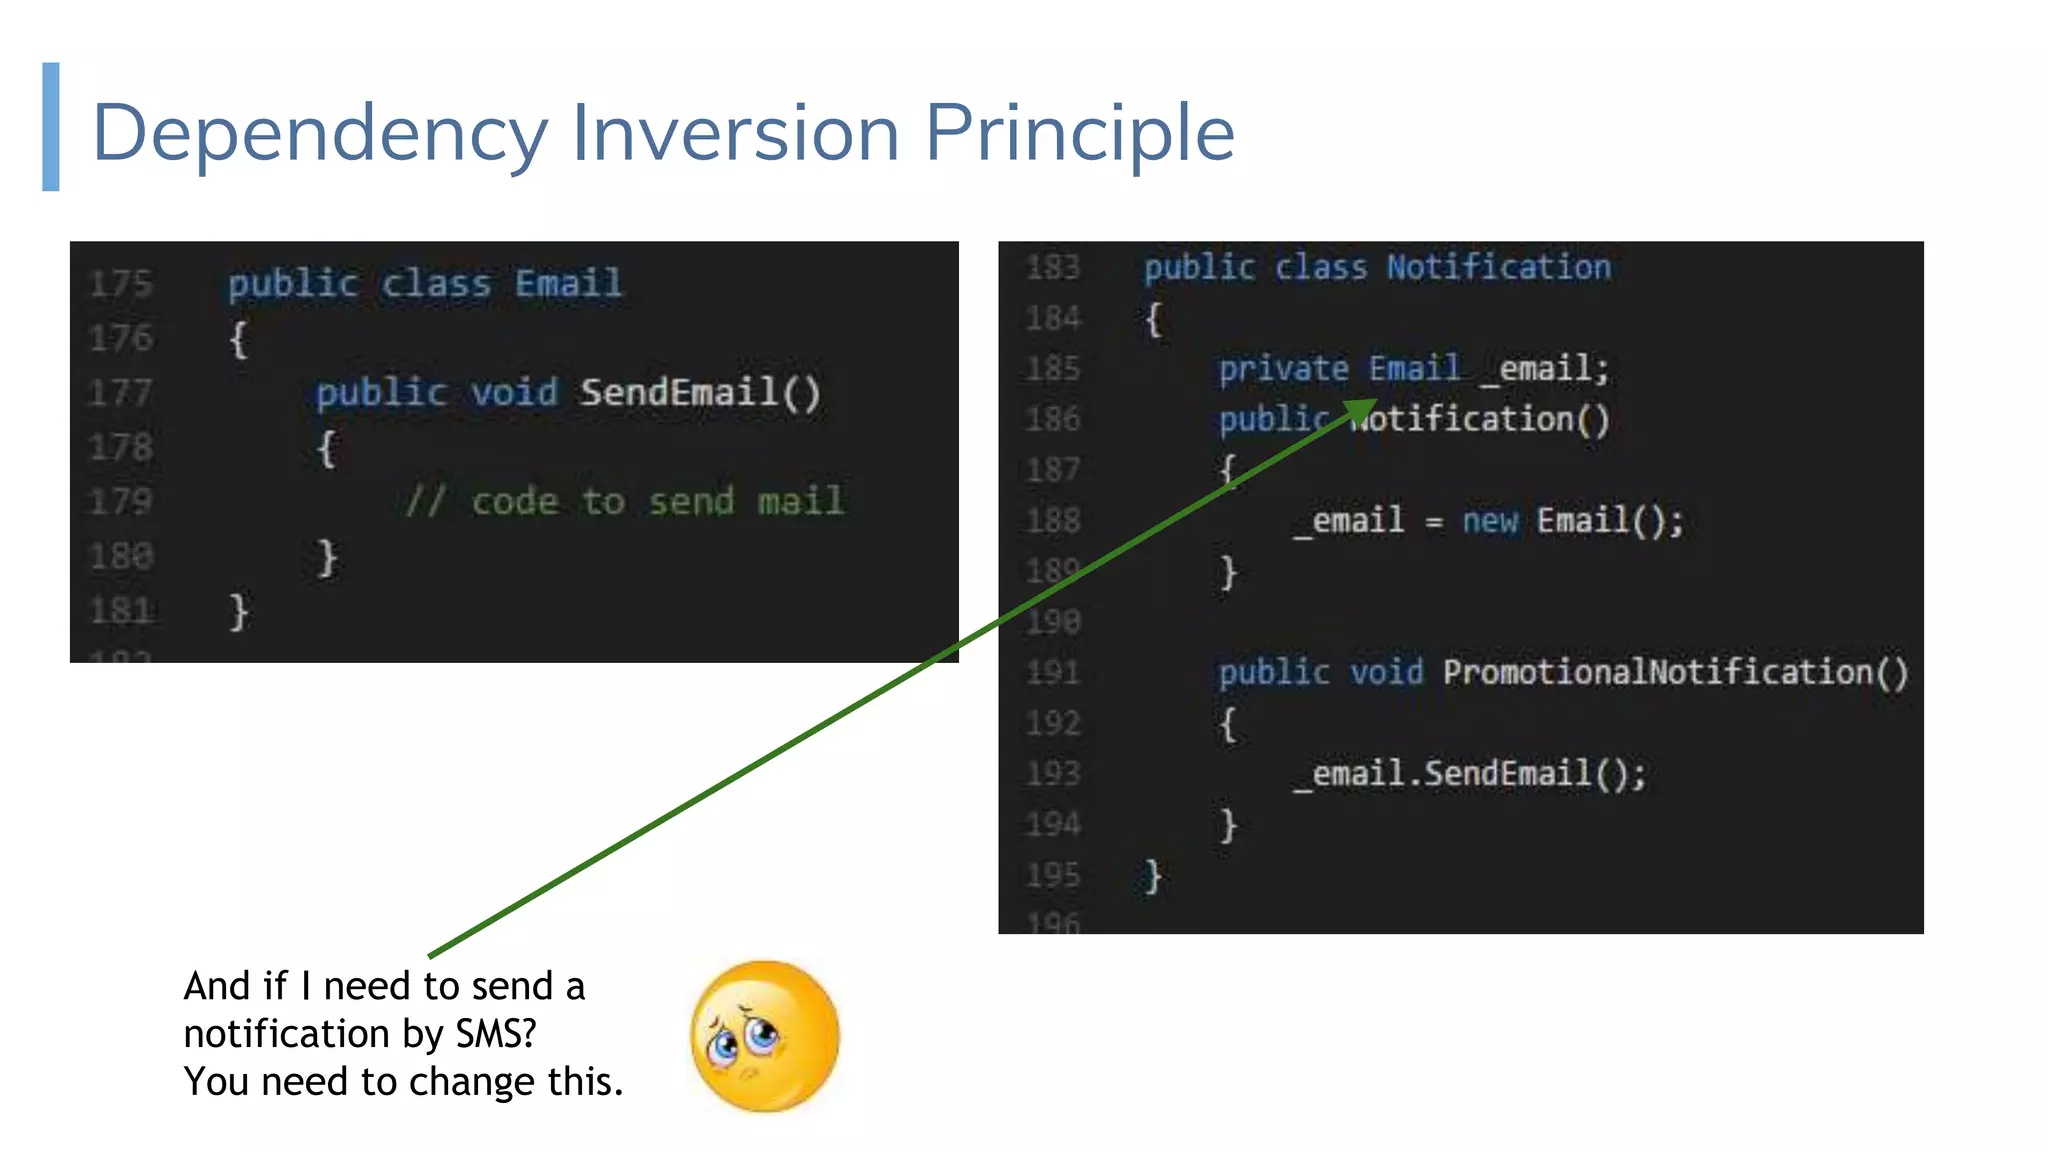 Dependency Inversion Principle
175 public class Email
176 {
177 public void SendEmail()
178 {
179 // code to send mail
180 }
181 }
182
183 public class Notification
184 {
185 private Email _email;
186 public Notification()
187 {
188 _email = new Email();
189 }
190
191 public void PromotionalNotification()
192 {
193 _email.SendEmail();
194 }
195 }
196
And if I need to send a
notification by SMS?
You need to change this.